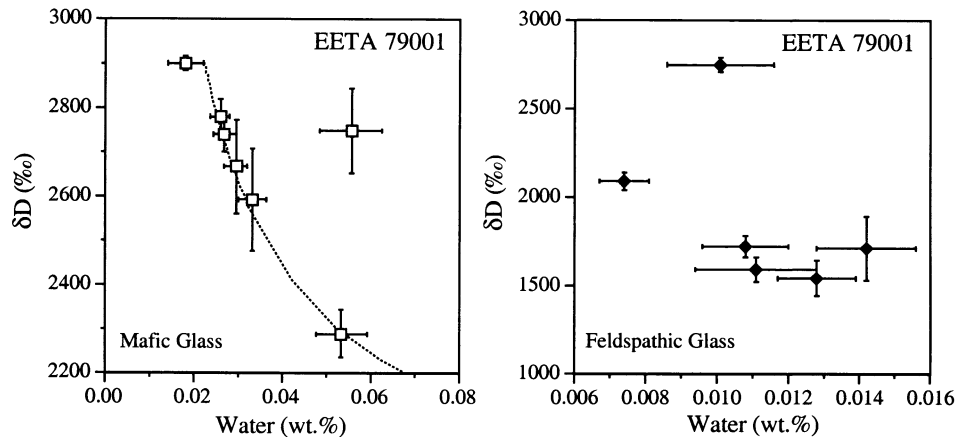 3000
EETA 79001
2800
δD (‰)
2600
2400
Mafic Glass
2200
0.00
0.02
0.04
0.06
0.08
Water (wt.%)
3000
EETA 79001
2500
δD (‰)
2000
1500
Feldspathic Glass
1000
0.006
0.008
0.010
0.012
0.014
0.016
Water (wt.%)